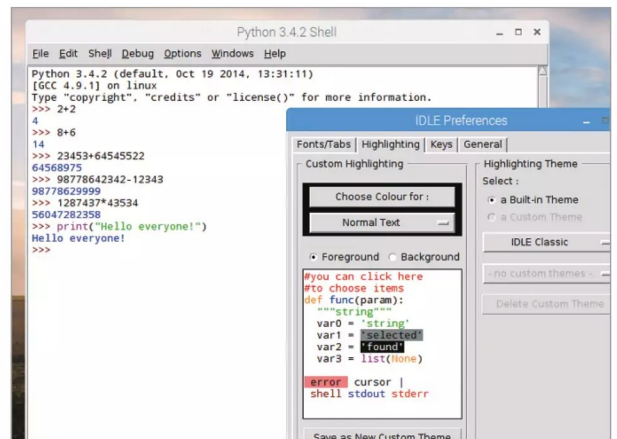 Python 3.4.2 Shell
File Edit Shell Debug Options Windows Help
Python 3.4.2 (default, Oct 19 2014, 13:31:11)
[GCC 4.9.1] on linux
Type "copyright", "credits" or "license()" for more information.
>>> 2+2
4
>>> 8+6
14
>>> 23453+64545522
64568975
>>> 98778642342-12343
98778629999
>>> 1287437*43534
56047282358
>>> print("Hello everyone!")
Hello everyone!
>>>
IDLE Preferences
Fonts/Tabs Highlighting Keys General
Custom Highlighting
Choose Colour for :
Normal Text
Foreground Background
#you can click here
#to choose items
def func(param):
"""string"""
var0 = 'string'
var1 = 'selected'
var2 = 'found'
var3 = list(None)
error cursor |
shell stdout stderr
Save as New Custom Theme
Highlighting Theme
Select :
a Built-in Theme
a Custom Theme
IDLE Classic
- no custom themes -
Delete Custom Theme